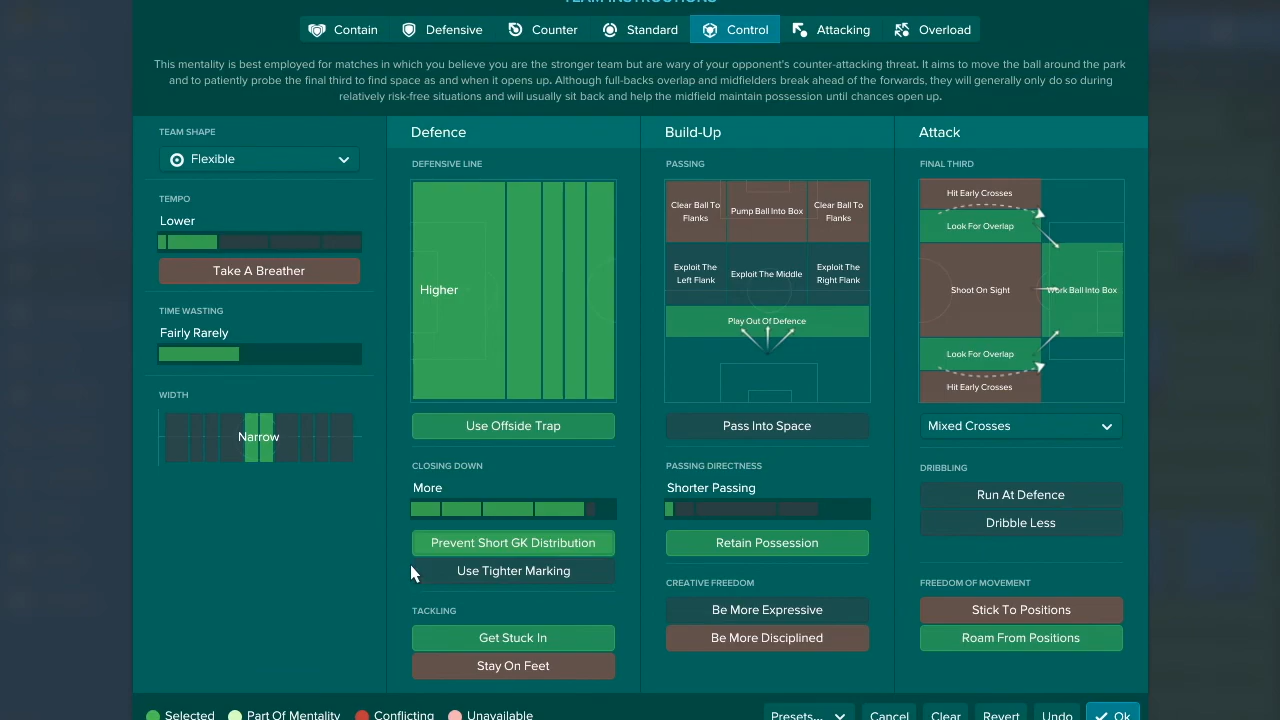 TEAM INSTRUCTIONS
Contain
Defensive
Counter
Standard
Control
Attacking
Overload
This mentality is best employed for matches in which you believe you are the stronger team but are wary of your opponent's counter-attacking threat. It aims to move the ball around the park
and to patiently probe the final third to find space as and when it opens up. Although full-backs overlap and midfielders break ahead of the forwards, they will generally only do so during
relatively risk-free situations and will usually sit back and help the midfield maintain possession until chances open up.
TEAM SHAPE
Flexible
TEMPO
Lower
Take A Breather
TIME WASTING
Fairly Rarely
WIDTH
Narrow
Defence
DEFENSIVE LINE
Higher
Use Offside Trap
CLOSING DOWN
More
Prevent Short GK Distribution
Use Tighter Marking
TACKLING
Get Stuck In
Stay On Feet
Build-Up
PASSING
Clear Ball To
Flanks
Pump Ball Into Box
Clear Ball To
Flanks
Exploit The
Left Flank
Exploit The Middle
Exploit The
Right Flank
Play Out Of Defence
Pass Into Space
PASSING DIRECTNESS
Shorter Passing
Retain Possession
CREATIVE FREEDOM
Be More Expressive
Be More Disciplined
Attack
FINAL THIRD
Hit Early Crosses
Look For Overlap
Shoot On Sight
Work Ball Into Box
Look For Overlap
Hit Early Crosses
Mixed Crosses
DRIBBLING
Run At Defence
Dribble Less
FREEDOM OF MOVEMENT
Stick To Positions
Roam From Positions
Selected
Part Of Mentality
Conflicting
Unavailable
Presets...
Cancel
Clear
Revert
Undo
Ok